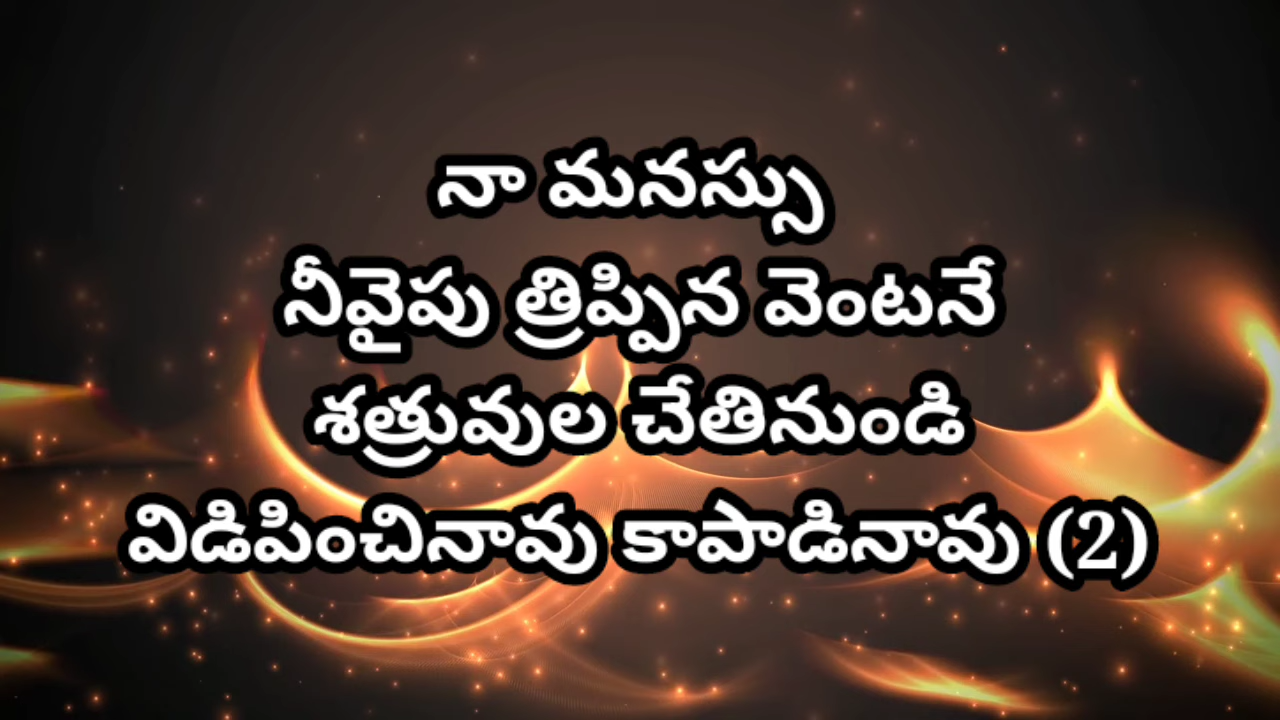 నా మనస్సు
నీవైపు త్రిప్పిన వెంటనే
శత్రువుల చేతినుండి
విడిపించినావు కాపాడినావు (2)